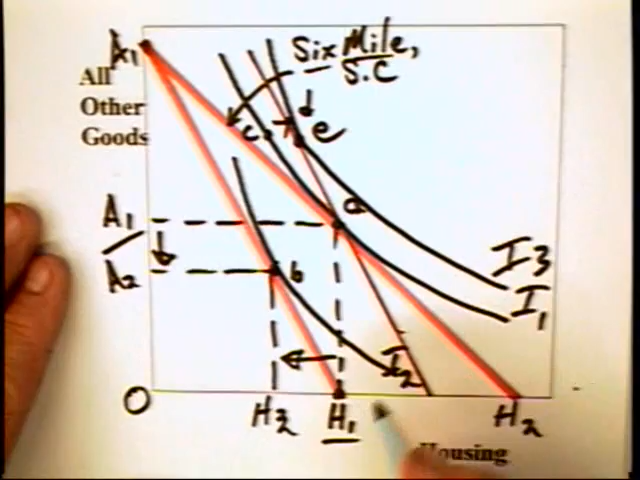 A1
Six Mile,
S.C
All
Other
Goods
c
e
a
A1
A2
b
I3
I1
I2
O
H2
H1
H2
Housing